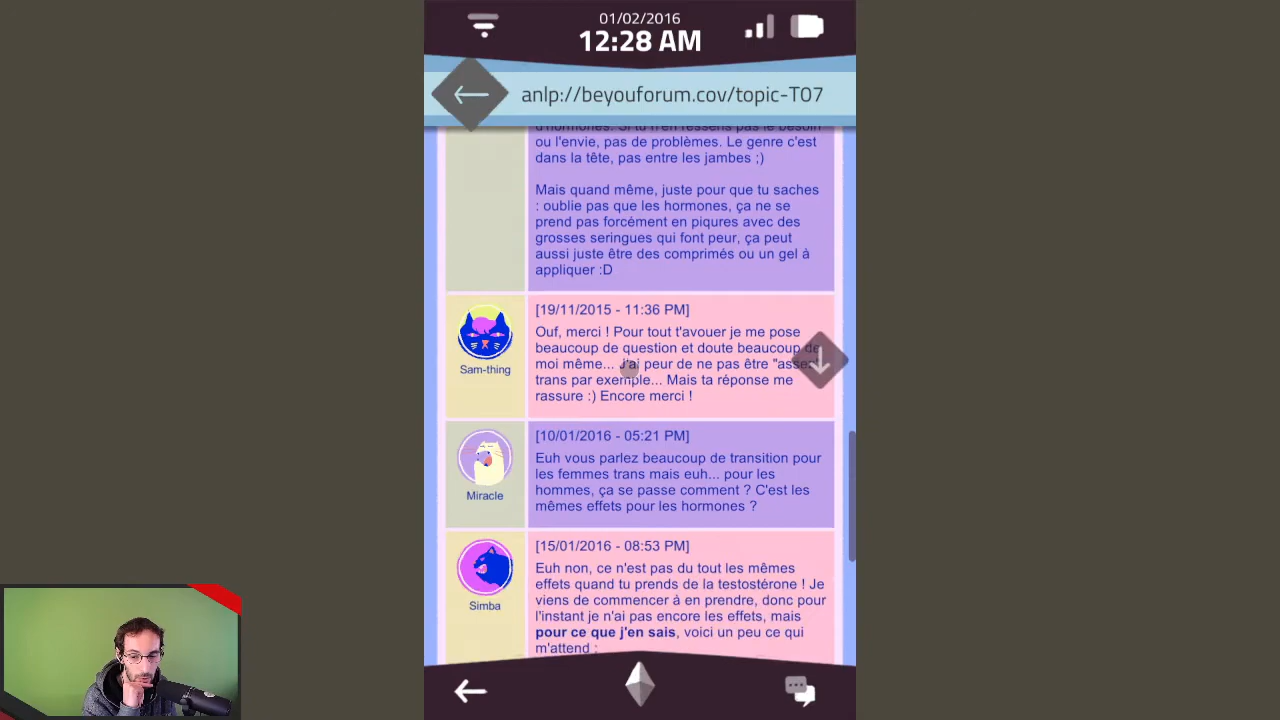 01/02/2016
12:28 AM
anlp://beyouforum.cov/topic-T07
d'hormones. Si tu n'en ressens pas le besoin
ou l'envie, pas de problèmes. Le genre c'est
dans la tête, pas entre les jambes ;)
Mais quand même, juste pour que tu saches
: oublie pas que les hormones, ça ne se
prend pas forcément en piqures avec des
grosses seringues qui font peur, ça peut
aussi juste être des comprimés ou un gel à
appliquer :D
Sam-thing
[19/11/2015 - 11:36 PM]
Ouf, merci ! Pour tout t'avouer je me pose
beaucoup de question et doute beaucoup de
moi même... J'ai peur de ne pas être "assez"
trans par exemple... Mais ta réponse me
rassure :) Encore merci !
Miracle
[10/01/2016 - 05:21 PM]
Euh vous parlez beaucoup de transition pour
les femmes trans mais euh... pour les
hommes, ça se passe comment ? C'est les
mêmes effets pour les hormones ?
Simba
[15/01/2016 - 08:53 PM]
Euh non, ce n'est pas du tout les mêmes
effets quand tu prends de la testostérone ! Je
viens de commencer à en prendre, donc pour
l'instant je n'ai pas encore les effets, mais
pour ce que j'en sais, voici un peu ce qui
m'attend :